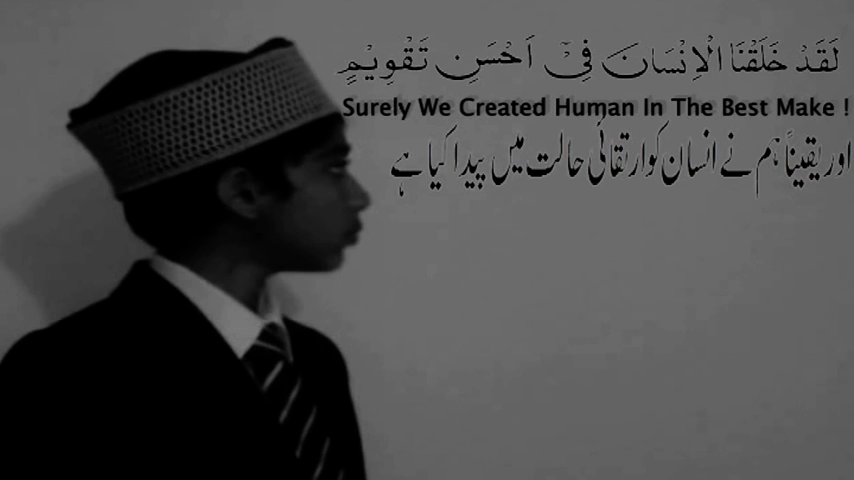 لَقَدْ خَلَقْنَا الْاِنْسَانَ فِيْٓ اَحْسَنِ تَقْوِيْمٍ
Surely We Created Human In The Best Make !
اور یقیناً ہم نے انسان کو ارتقائی حالت میں پیدا کیا ہے